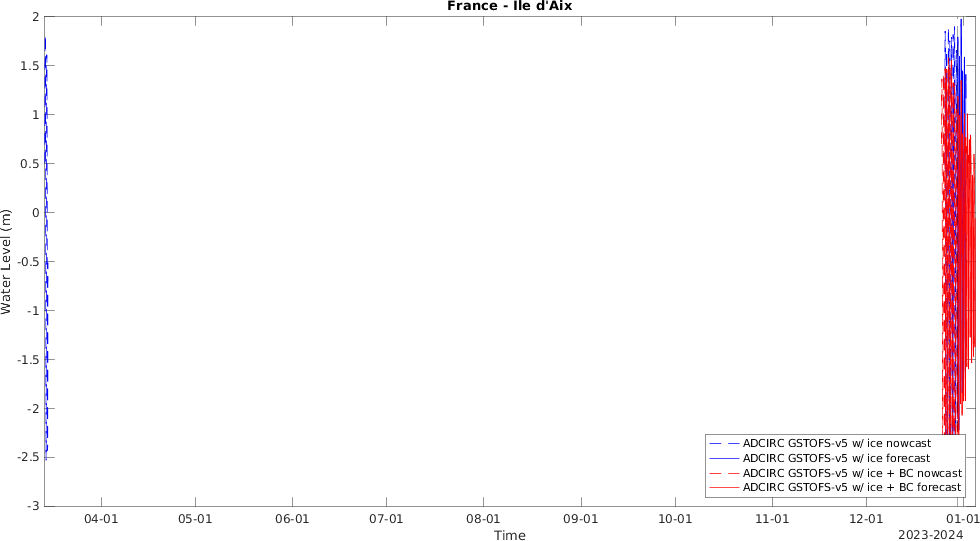 France - Ile d'Aix
2
1.5
1
0.5
0
-0.5
-1
-1.5
-2
-2.5
-3
Water Level (m)
ADCIRC GSTOFS-v5 w/ ice nowcast
ADCIRC GSTOFS-v5 w/ ice forecast
ADCIRC GSTOFS-v5 w/ ice + BC nowcast
ADCIRC GSTOFS-v5 w/ ice + BC forecast
04-01 05-01 06-01 07-01 08-01 09-01 10-01 11-01 12-01 01-01
Time
2023-2024